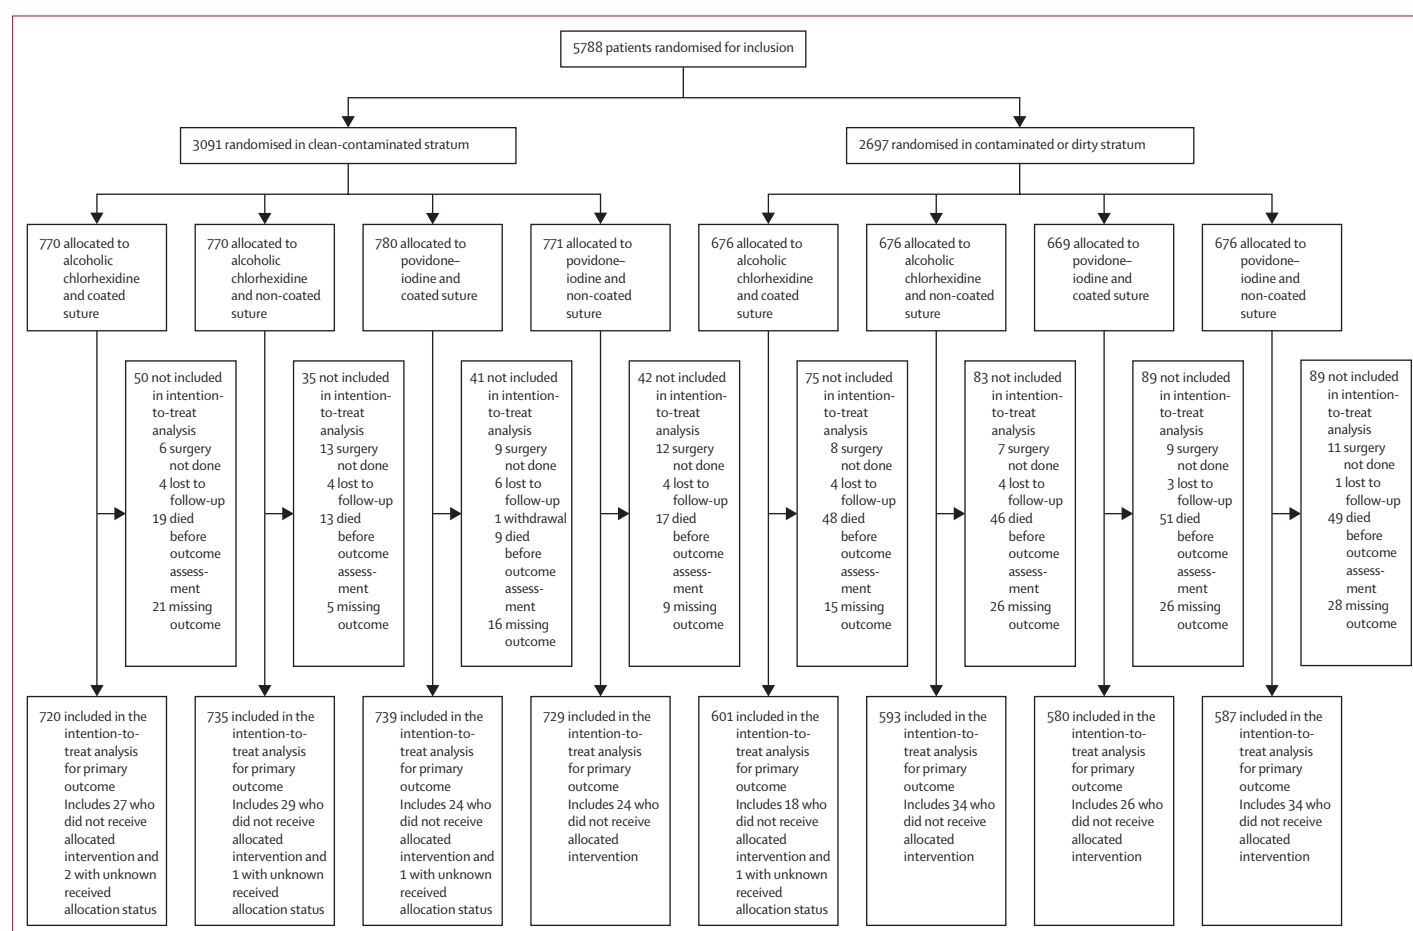 5788 patients randomised for inclusion
3091 randomised in clean-contaminated stratum
2697 randomised in contaminated or dirty stratum
770 allocated to
alcoholic
chlorhexidine
and coated
suture
770 allocated to
alcoholic
chlorhexidine
and non-coated
suture
780 allocated to
povidone–
iodine and
coated suture
771 allocated to
povidone–
iodine and
non-coated
suture
676 allocated to
alcoholic
chlorhexidine
and coated
suture
676 allocated to
alcoholic
chlorhexidine
and non-coated
suture
669 allocated to
povidone–
iodine and
coated suture
676 allocated to
povidone–
iodine and
non-coated
suture
50 not included
in intention-
to-treat
analysis
6 surgery
not done
4 lost to
follow-up
19 died
before
outcome
assess-
ment
21 missing
outcome
35 not included
in intention-
to-treat
analysis
13 surgery
not done
4 lost to
follow-up
13 died
before
outcome
assess-
ment
5 missing
outcome
41 not included
in intention-
to-treat
analysis
9 surgery
not done
6 lost to
follow-up
1 withdrawal
9 died
before
outcome
assess-
ment
16 missing
outcome
42 not included
in intention-
to-treat
analysis
12 surgery
not done
4 lost to
follow-up
17 died
before
outcome
assess-
ment
9 missing
outcome
75 not included
in intention-
to-treat
analysis
8 surgery
not done
4 lost to
follow-up
48 died
before
outcome
assess-
ment
15 missing
outcome
83 not included
in intention-
to-treat
analysis
7 surgery
not done
4 lost to
follow-up
46 died
before
outcome
assess-
ment
26 missing
outcome
89 not included
in intention-
to-treat
analysis
9 surgery
not done
3 lost to
follow-up
51 died
before
outcome
assess-
ment
26 missing
outcome
89 not included
in intention-
to-treat
analysis
11 surgery
not done
1 lost to
follow-up
49 died
before
outcome
assess-
ment
28 missing
outcome
720 included in the
intention-to-
treat analysis
for primary
outcome
Includes 27 who
did not receive
allocated
intervention and
2 with unknown
received
allocation status
735 included in the
intention-to-
treat analysis
for primary
outcome
Includes 29 who
did not receive
allocated
intervention and
1 with unknown
received
allocation status
739 included in the
intention-to-
treat analysis
for primary
outcome
Includes 24 who
did not receive
allocated
intervention and
1 with unknown
received
allocation status
729 included in the
intention-to-
treat analysis
for primary
outcome
Includes 24 who
did not receive
allocated
intervention
601 included in the
intention-to-
treat analysis
for primary
outcome
Includes 18 who
did not receive
allocated
intervention and
1 with unknown
received
allocation status
593 included in the
intention-to-
treat analysis
for primary
outcome
Includes 34 who
did not receive
allocated
intervention
580 included in the
intention-to-
treat analysis
for primary
outcome
Includes 26 who
did not receive
allocated
intervention
587 included in the
intention-to-
treat analysis
for primary
outcome
Includes 34 who
did not receive
allocated
intervention